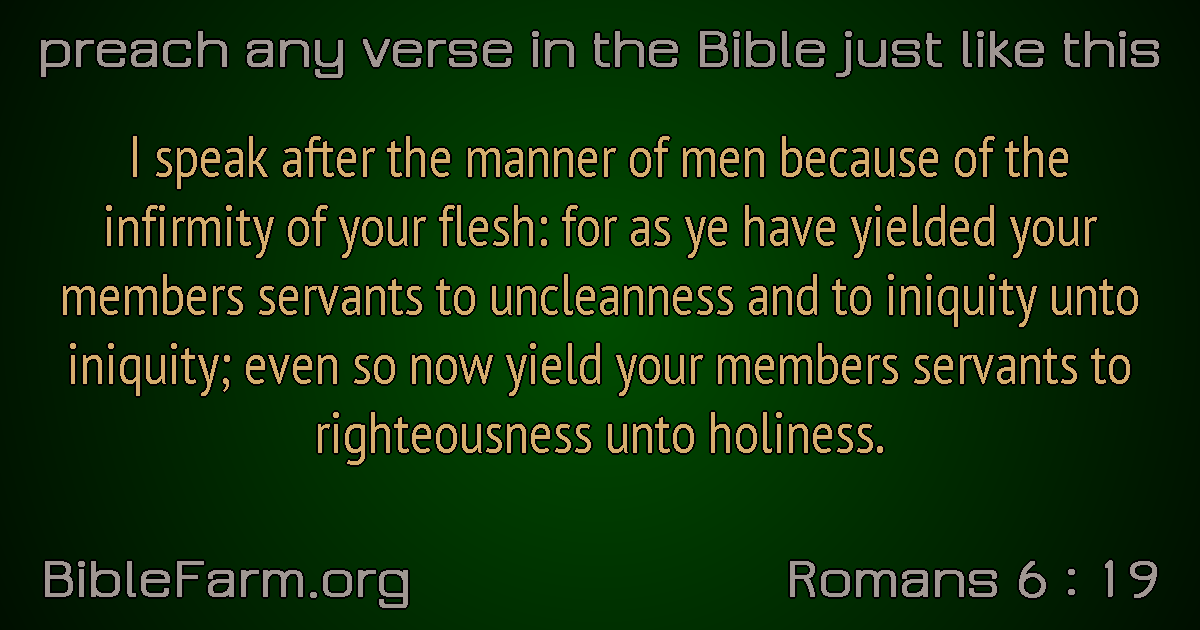 preach any verse in the Bible just like this
I speak after the manner of men because of the
infirmity of your flesh: for as ye have yielded your
members servants to uncleanness and to iniquity unto
iniquity; even so now yield your members servants to
righteousness unto holiness.
BibleFarm.org
Romans 6 : 19